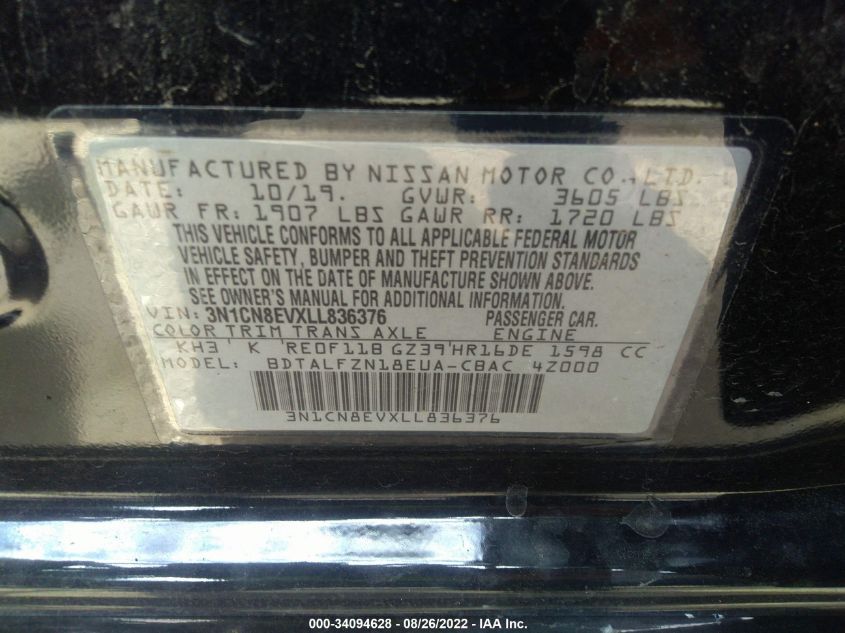 MANUFACTURED BY NISSAN MOTOR CO., LTD.
DATE: 10/19. GVWR: 3605 LBS
GAWR FR: 1907 LBS GAWR RR: 1720 LBS
THIS VEHICLE CONFORMS TO ALL APPLICABLE FEDERAL MOTOR
VEHICLE SAFETY, BUMPER AND THEFT PREVENTION STANDARDS
IN EFFECT ON THE DATE OF MANUFACTURE SHOWN ABOVE.
SEE OWNER'S MANUAL FOR ADDITIONAL INFORMATION.
VIN: 3N1CN8EVXLL836376 PASSENGER CAR.
COLOR TRIM TRANS AXLE ENGINE
KH3 K RE0F11B GZ39 HR16DE 1598 CC
MODEL: BDTALFZN18EUA-CBAC 4Z000
3N1CN8EVXLL836376
000-34094628 - 08/26/2022 - IAA Inc.